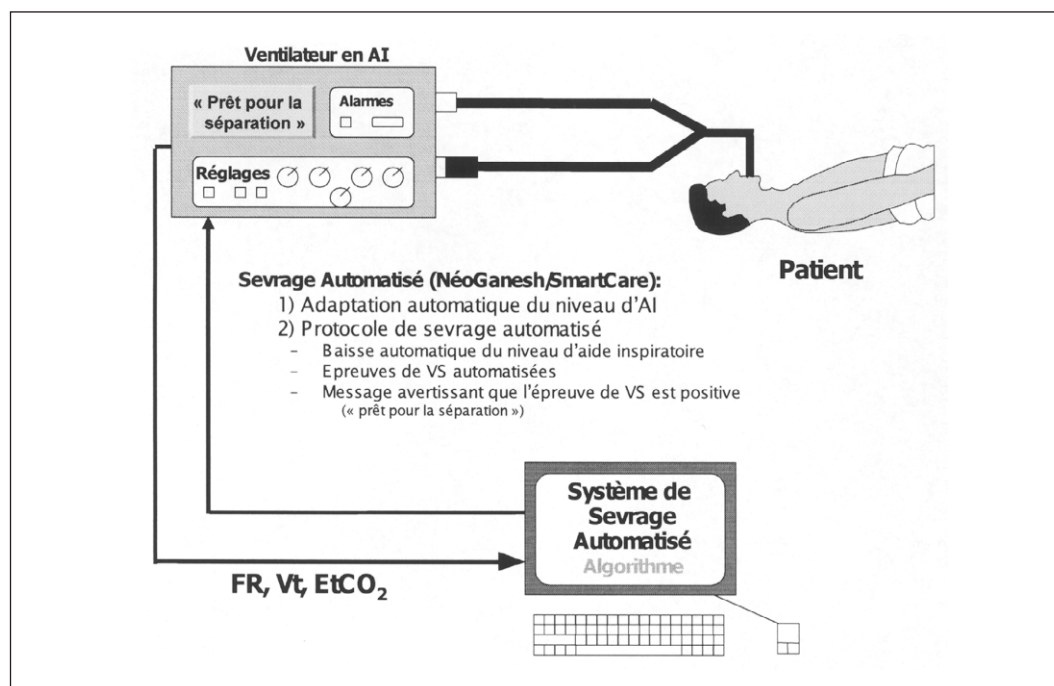 Ventilateur en AI
« Prêt pour la
séparation »
Alarmes
Réglages
Patient
Sevrage Automatisé (NéoGanesh/SmartCare):
1) Adaptation automatique du niveau d'AI
2) Protocole de sevrage automatisé
– Baisse automatique du niveau d'aide inspiratoire
– Epreuves de VS automatisées
– Message avertissant que l'épreuve de VS est positive
(« prêt pour la séparation »)
Système de
Sevrage
Automatisé
Algorithme
FR, Vt, EtCO₂